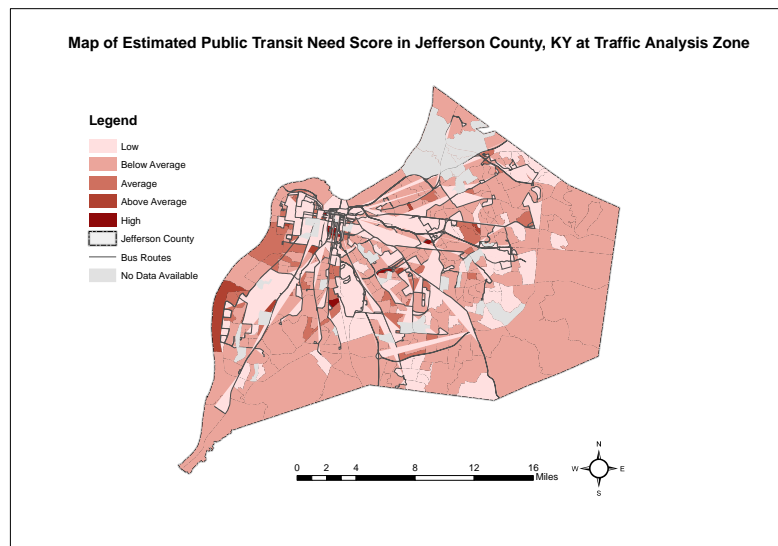 Map of Estimated Public Transit Need Score in Jefferson County, KY at Traffic Analysis Zone
Legend
Low
Below Average
Average
Above Average
High
Jefferson County
Bus Routes
No Data Available
0 2 4 8 12 16
Miles
N
W E
S